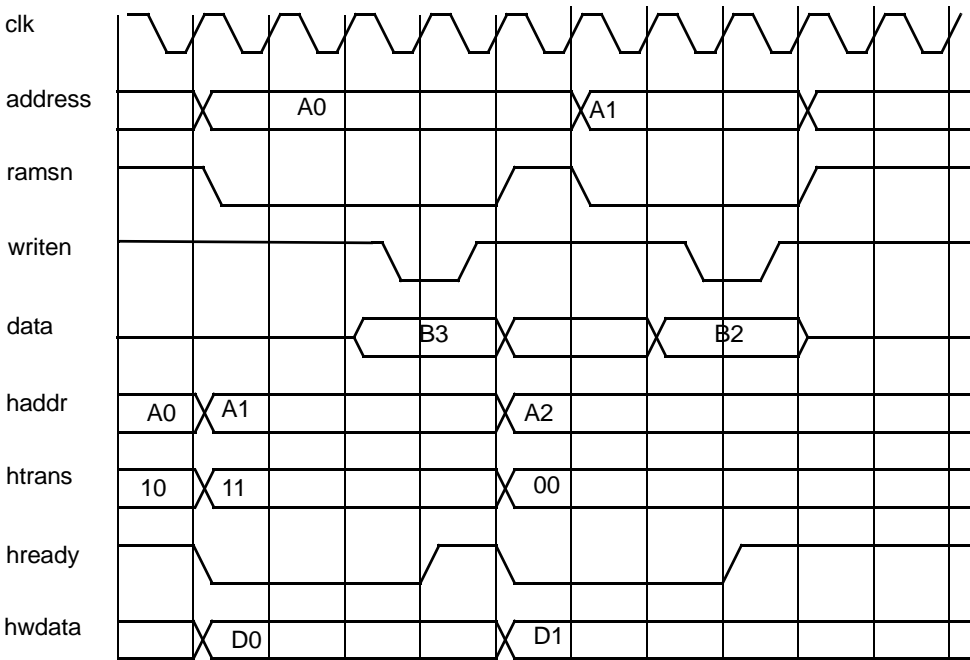 clk
address A0 A1
ramsn
writen
data B3 B2
haddr A0 A1 A2
htrans 10 11 00
hready
hwdata D0 D1